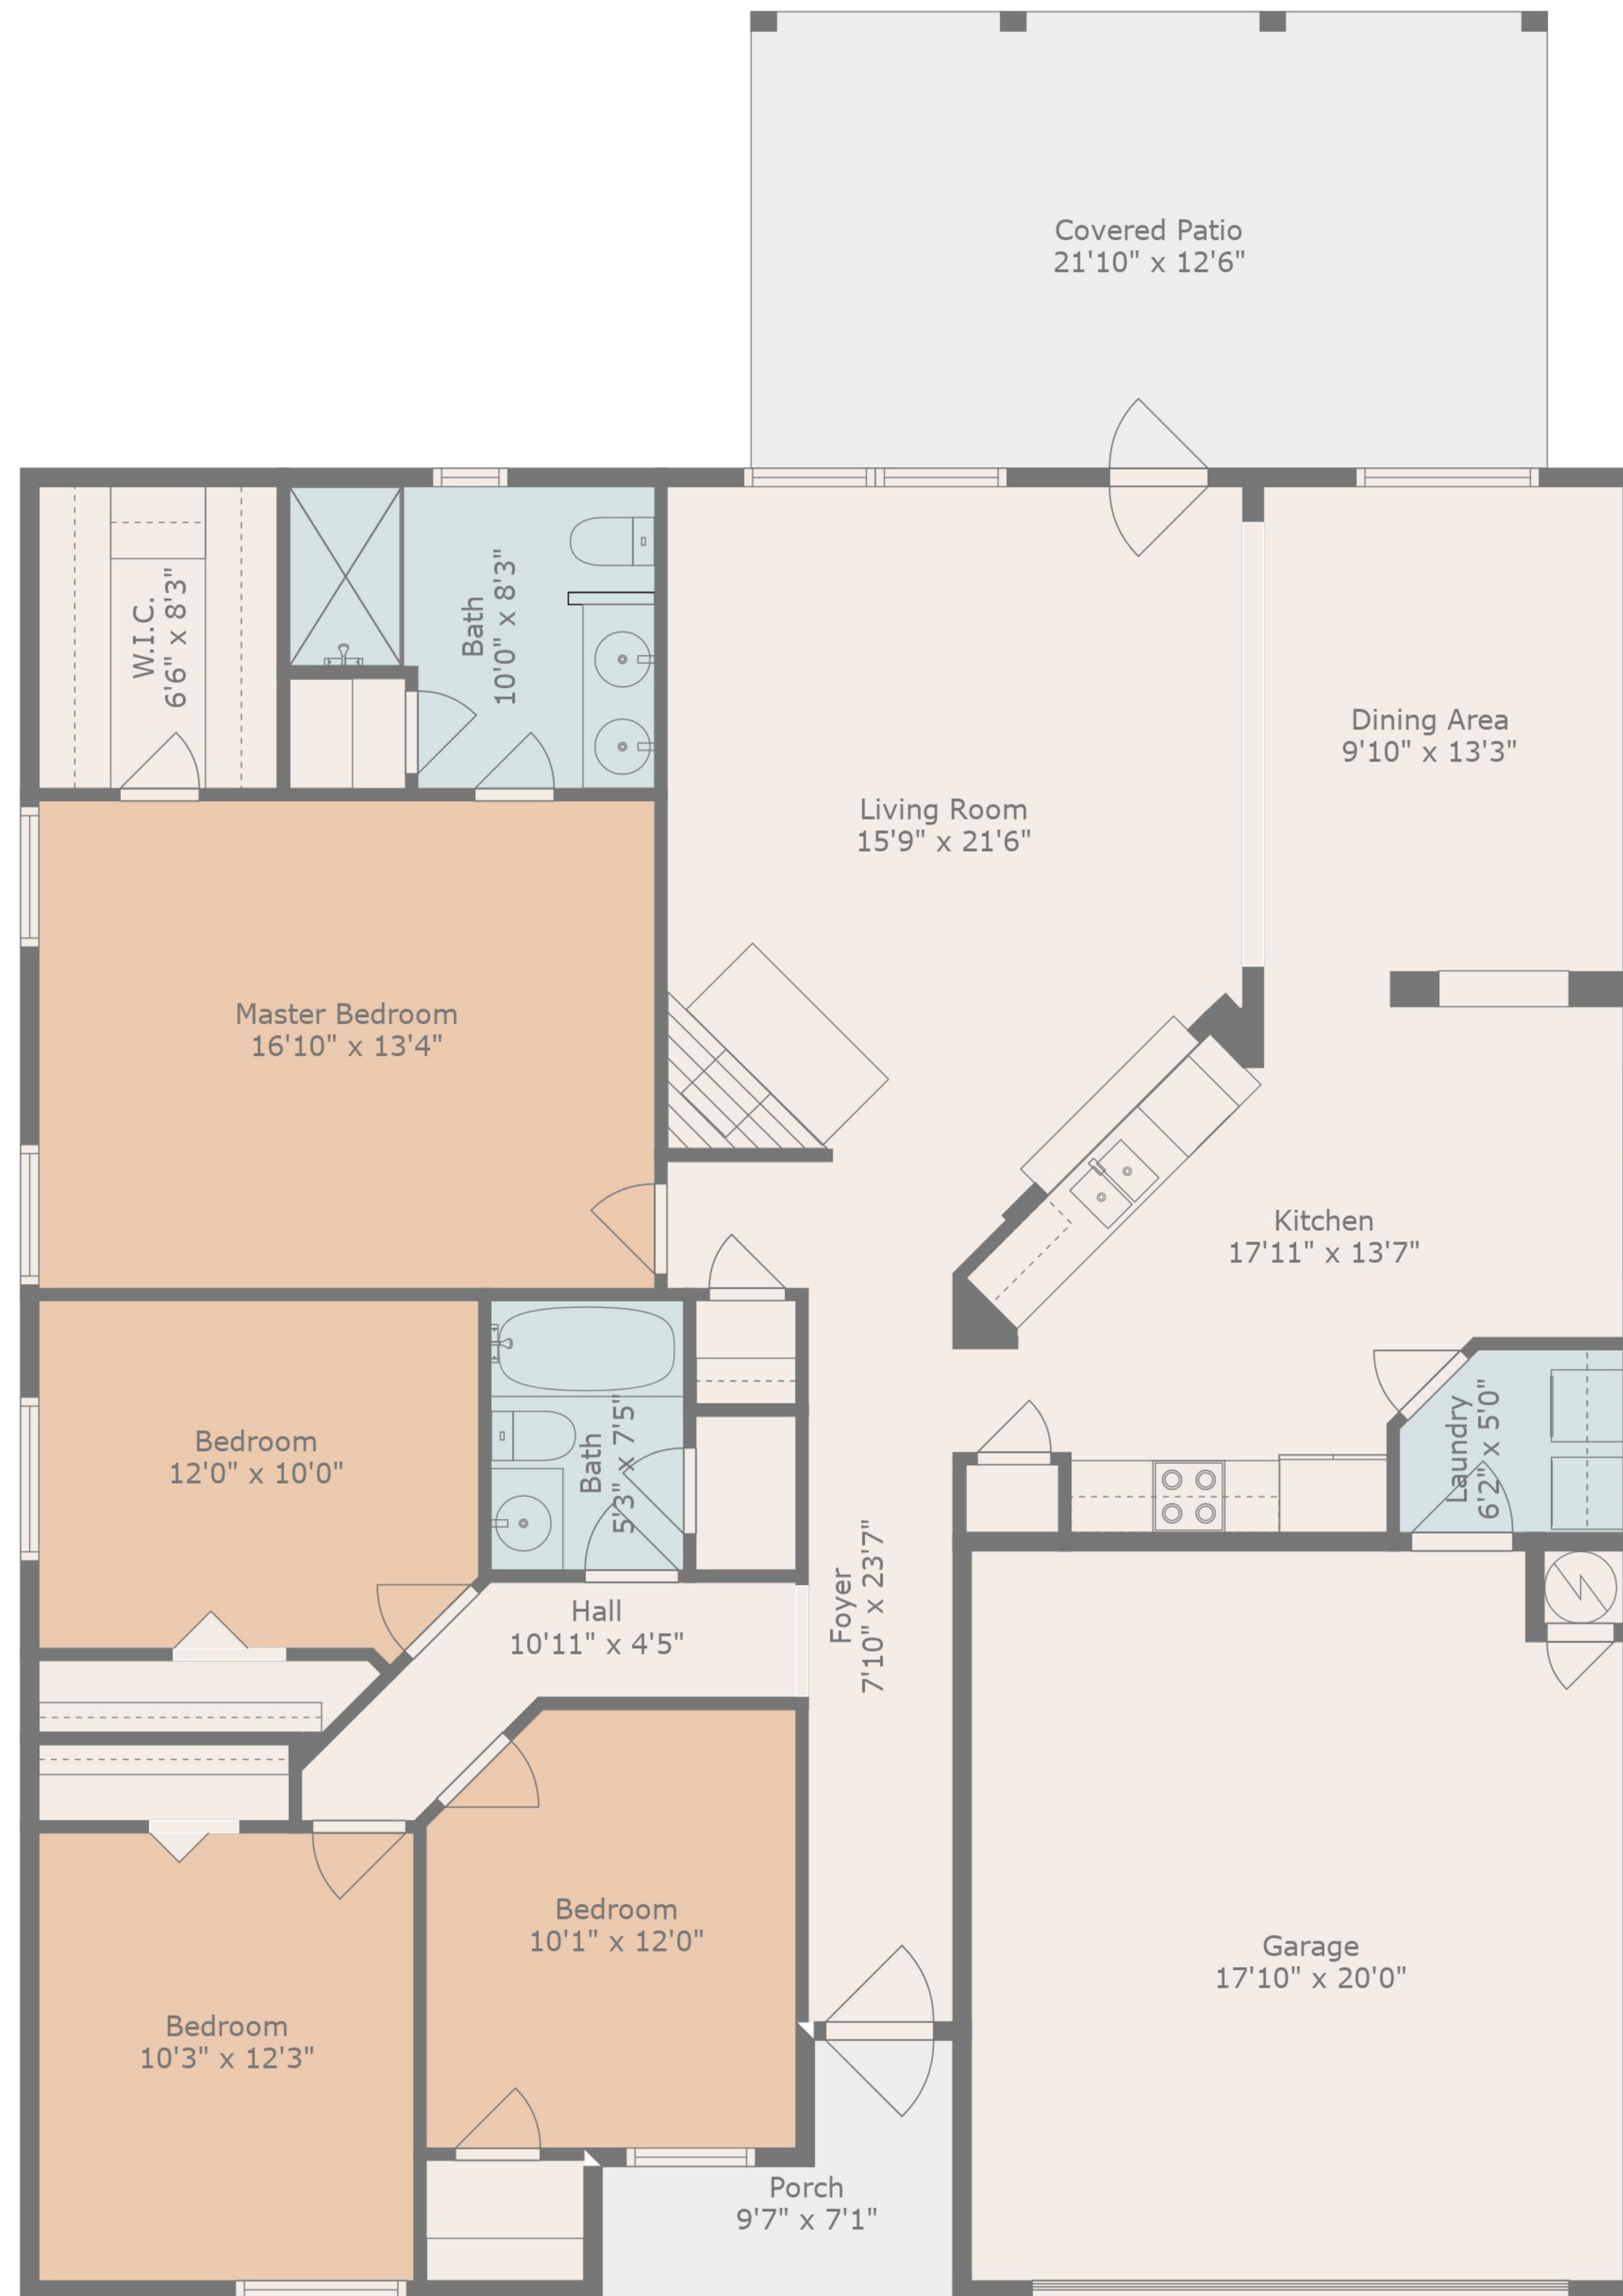 Covered Patio
21'10" x 12'6"
W.I.C.
6'6" x 8'3"
Bath
10'0" x 8'3"
Dining Area
9'10" x 13'3"
Living Room
15'9" x 21'6"
Master Bedroom
16'10" x 13'4"
Kitchen
17'11" x 13'7"
Bedroom
12'0" x 10'0"
Bath
5'3" x 7'5"
Laundry
6'2" x 5'0"
Hall
10'11" x 4'5"
Foyer
7'10" x 23'7"
Bedroom
10'1" x 12'0"
Garage
17'10" x 20'0"
Bedroom
10'3" x 12'3"
Porch
9'7" x 7'1"